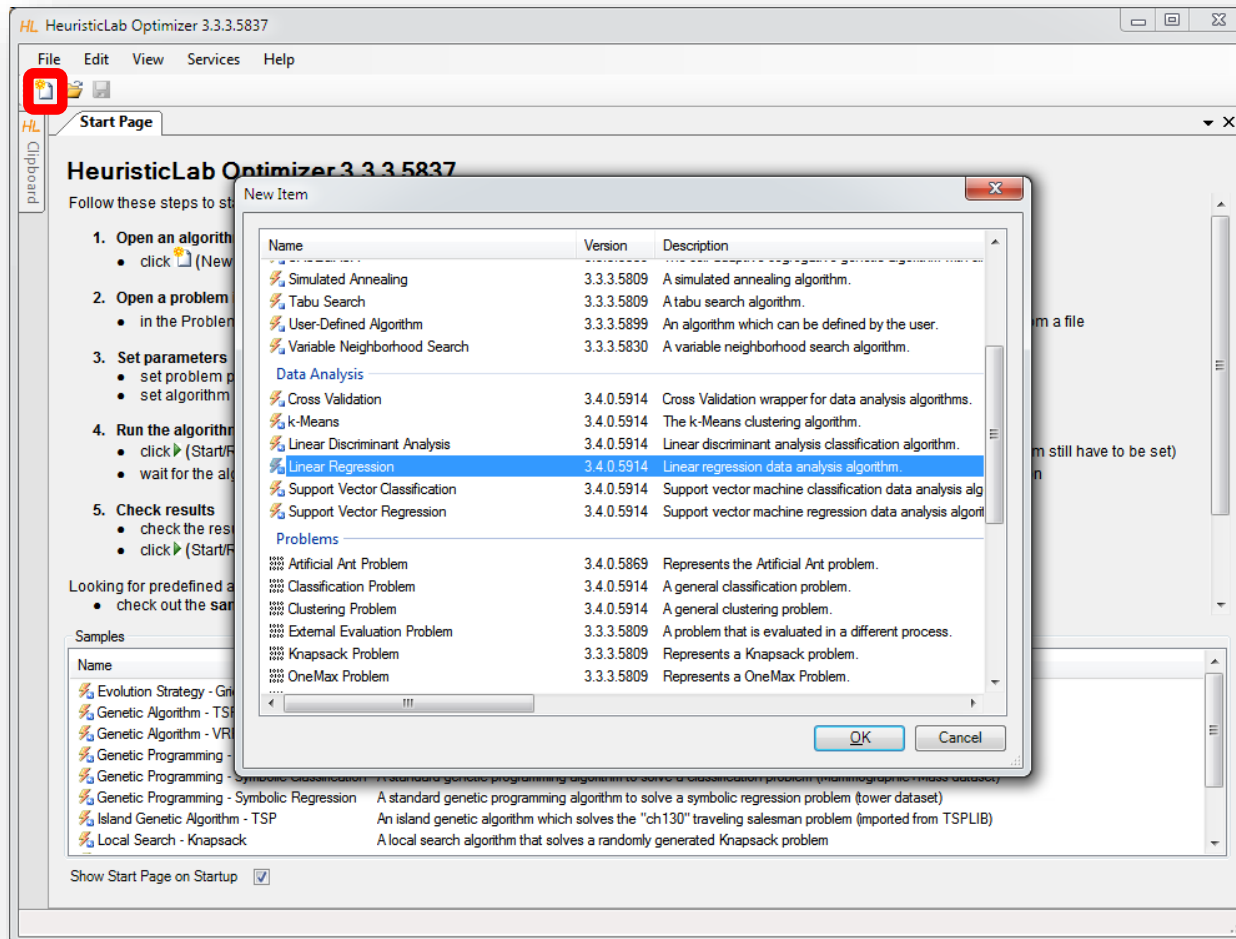 HL HeuristicLab Optimizer 3.3.3.5837
File Edit View Services Help
HL Clipboard
Start Page
HeuristicLab Optimizer 3.3.3.5837
Follow these steps to st
1. Open an algorith
• click (New
2. Open a problem
• in the Problem om a file
3. Set parameters
• set problem p
• set algorithm
4. Run the algorithm
• click (Start/R m still have to be set)
• wait for the alg n
5. Check results
• check the resu
• click (Start/R
Looking for predefined a
• check out the sam
New Item
Name Version Description
Simulated Annealing 3.3.3.5809 A simulated annealing algorithm.
Tabu Search 3.3.3.5809 A tabu search algorithm.
User-Defined Algorithm 3.3.3.5899 An algorithm which can be defined by the user.
Variable Neighborhood Search 3.3.3.5830 A variable neighborhood search algorithm.
Data Analysis
Cross Validation 3.4.0.5914 Cross Validation wrapper for data analysis algorithms.
k-Means 3.4.0.5914 The k-Means clustering algorithm.
Linear Discriminant Analysis 3.4.0.5914 Linear discriminant analysis classification algorithm.
Linear Regression 3.4.0.5914 Linear regression data analysis algorithm.
Support Vector Classification 3.4.0.5914 Support vector machine classification data analysis alg
Support Vector Regression 3.4.0.5914 Support vector machine regression data analysis algorit
Problems
Artificial Ant Problem 3.4.0.5869 Represents the Artificial Ant problem.
Classification Problem 3.4.0.5914 A general classification problem.
Clustering Problem 3.4.0.5914 A general clustering problem.
External Evaluation Problem 3.3.3.5809 A problem that is evaluated in a different process.
Knapsack Problem 3.3.3.5809 Represents a Knapsack problem.
OneMax Problem 3.3.3.5809 Represents a OneMax Problem.
OK Cancel
Samples
Name
Evolution Strategy - Grie
Genetic Algorithm - TSP
Genetic Algorithm - VRP
Genetic Programming -
Genetic Programming - Symbolic Classification A standard genetic programming algorithm to solve a classification problem (Mammographic Mass dataset)
Genetic Programming - Symbolic Regression A standard genetic programming algorithm to solve a symbolic regression problem (tower dataset)
Island Genetic Algorithm - TSP An island genetic algorithm which solves the "ch130" traveling salesman problem (imported from TSPLIB)
Local Search - Knapsack A local search algorithm that solves a randomly generated Knapsack problem
Show Start Page on Startup